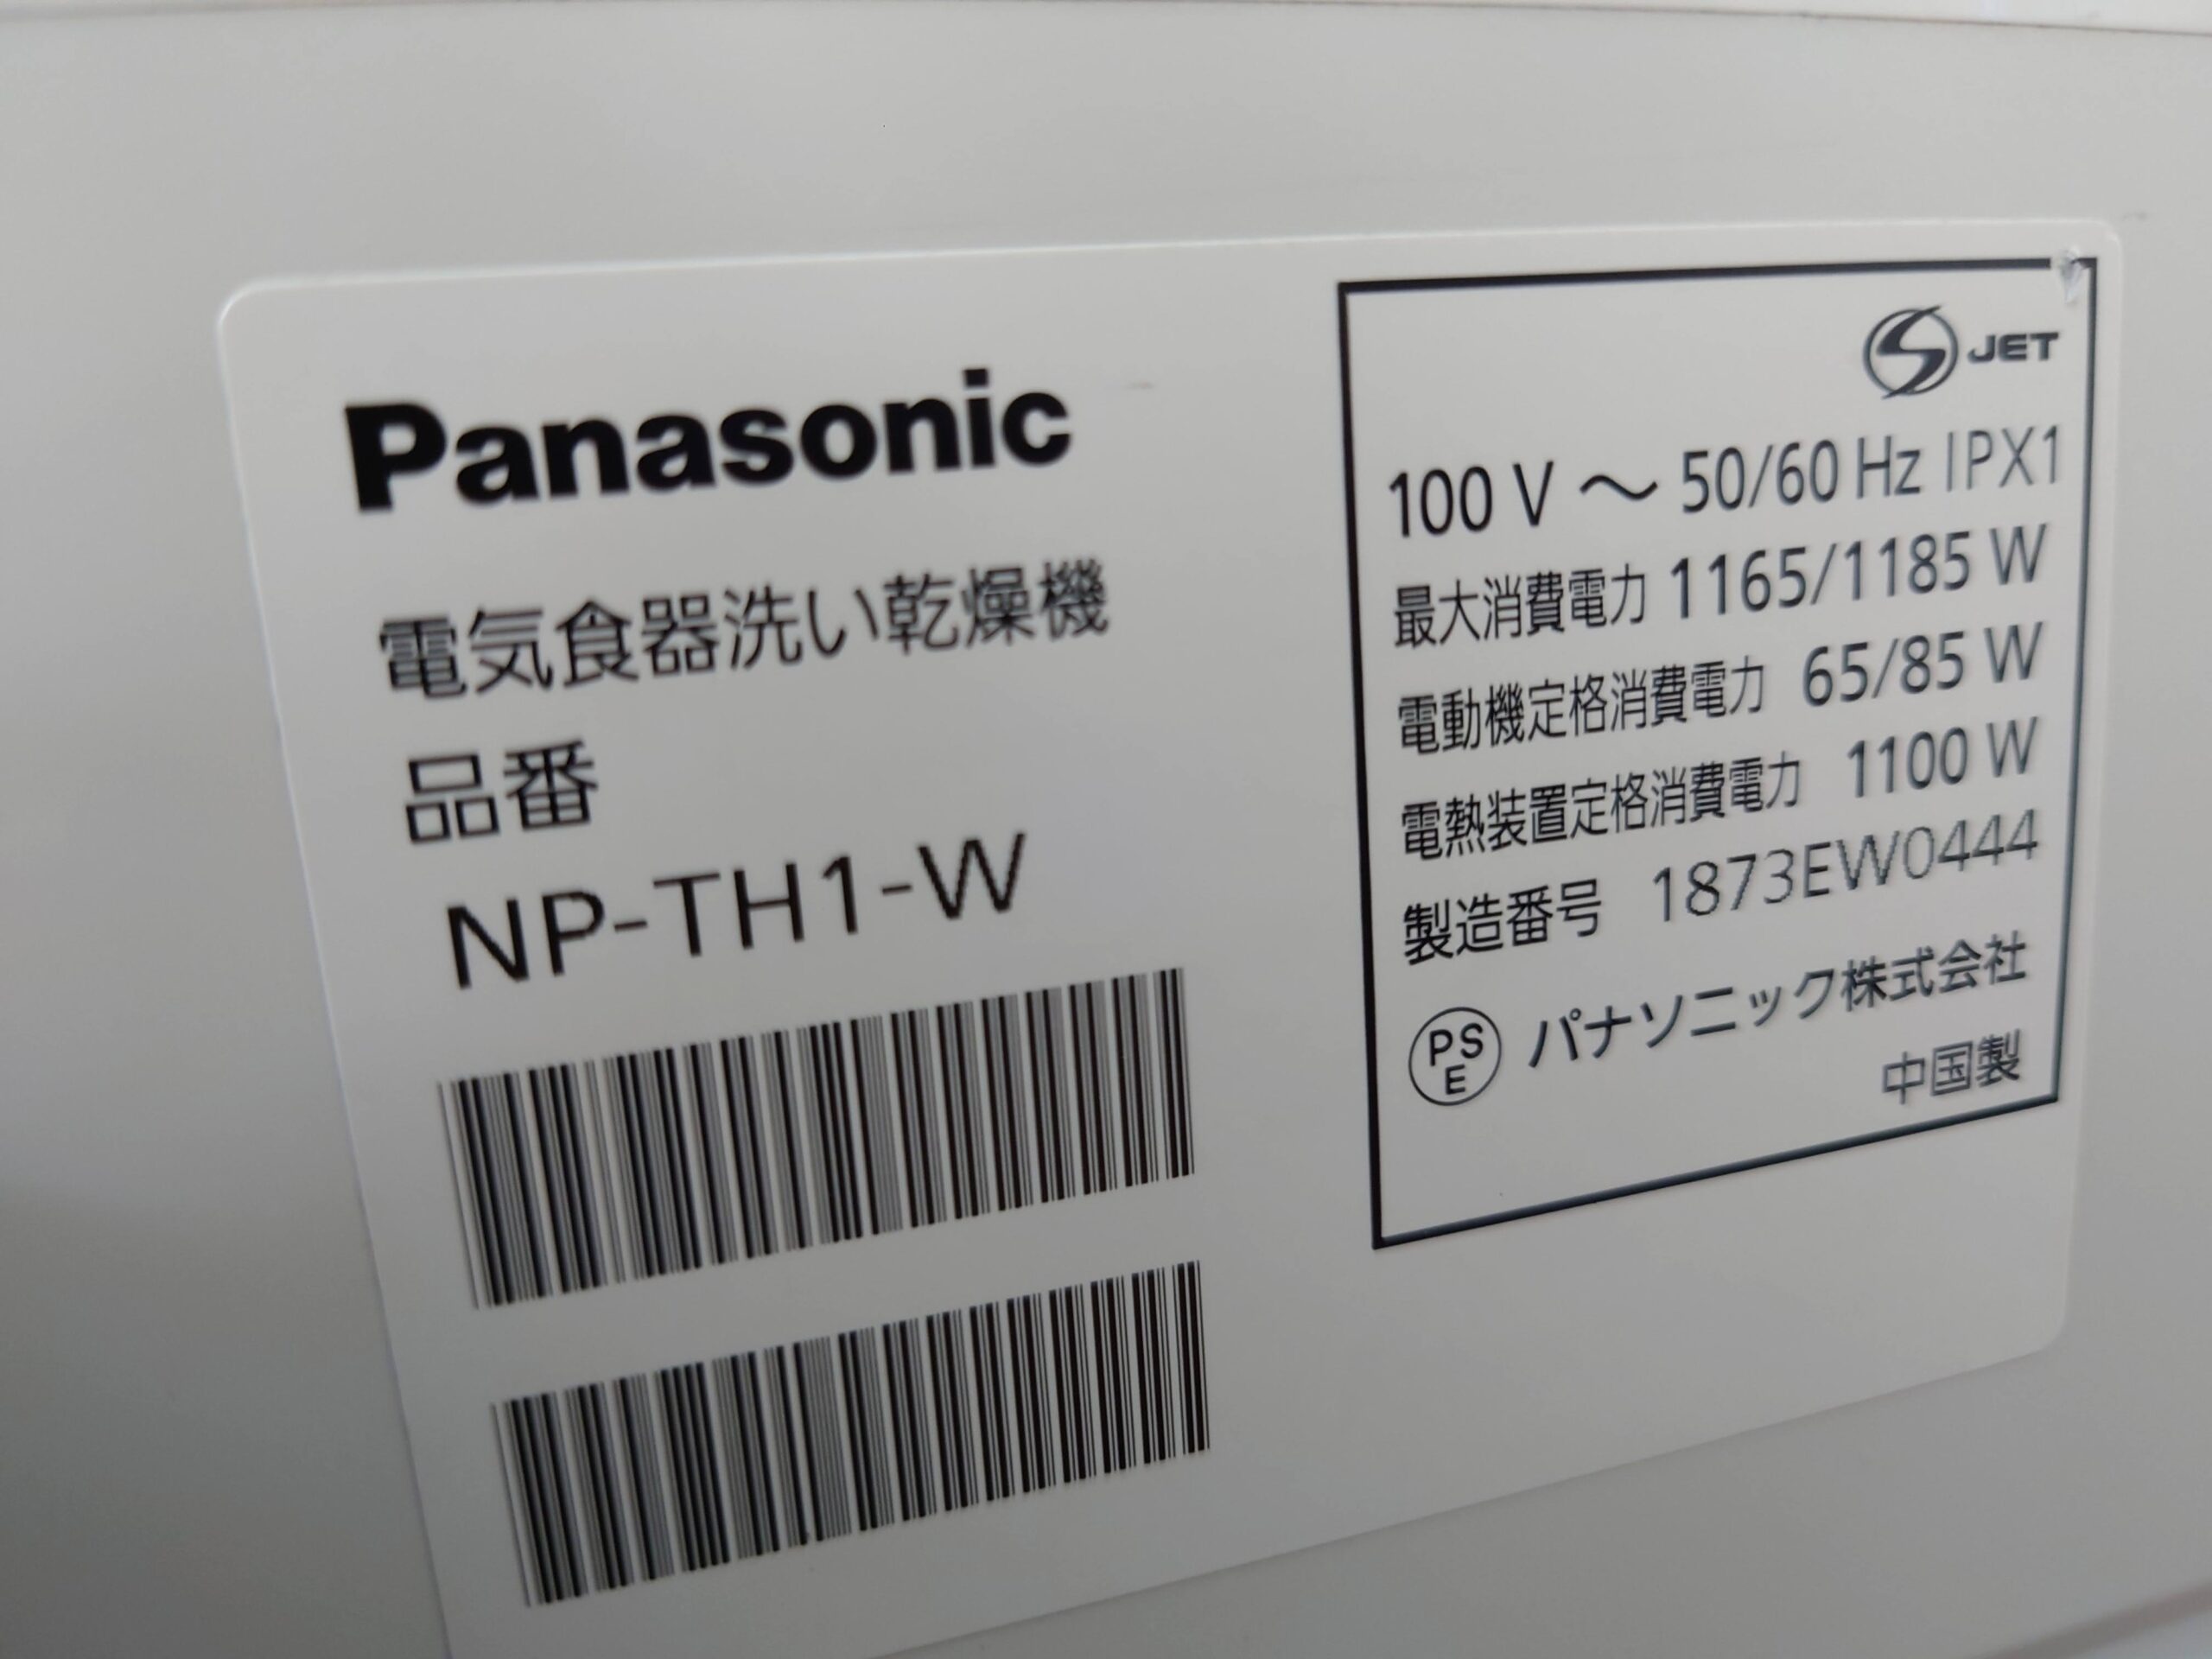 Panasonic
電気食器洗い乾燥機
品番
NP-TH1-W
JET
100 V ～ 50/60 Hz IPX1
最大消費電力 1165/1185 W
電動機定格消費電力 65/85 W
電熱装置定格消費電力 1100 W
製造番号 1873EW0444
PS
E
パナソニック株式会社
中国製